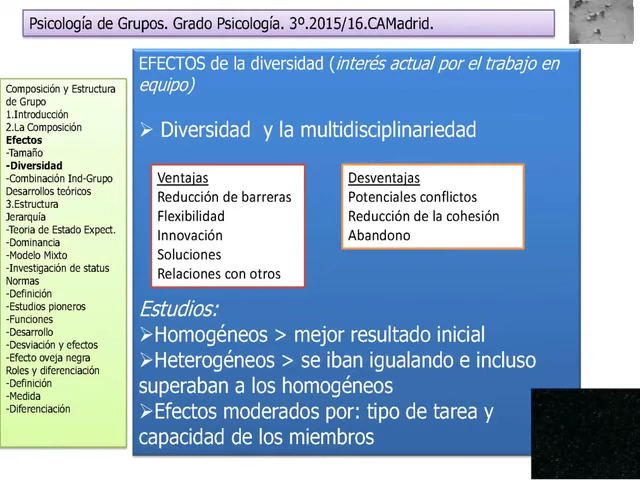 Psicología de Grupos. Grado Psicología. 3º.2015/16.CAMadrid.
Composición y Estructura
de Grupo
1.Introducción
2.La Composición
Efectos
-Tamaño
-Diversidad
-Combinación Ind-Grupo
Desarrollos teóricos
3.Estructura
Jerarquía
-Teoria de Estado Expect.
-Dominancia
-Modelo Mixto
-Investigación de status
Normas
-Definición
-Estudios pioneros
-Funciones
-Desarrollo
-Desviación y efectos
-Efecto oveja negra
Roles y diferenciación
-Definición
-Medida
-Diferenciación
EFECTOS de la diversidad (interés actual por el trabajo en
equipo)
➢ Diversidad y la multidisciplinariedad
Ventajas
Reducción de barreras
Flexibilidad
Innovación
Soluciones
Relaciones con otros
Desventajas
Potenciales conflictos
Reducción de la cohesión
Abandono
Estudios:
➢Homogéneos > mejor resultado inicial
➢Heterogéneos > se iban igualando e incluso
superaban a los homogéneos
➢Efectos moderados por: tipo de tarea y
capacidad de los miembros